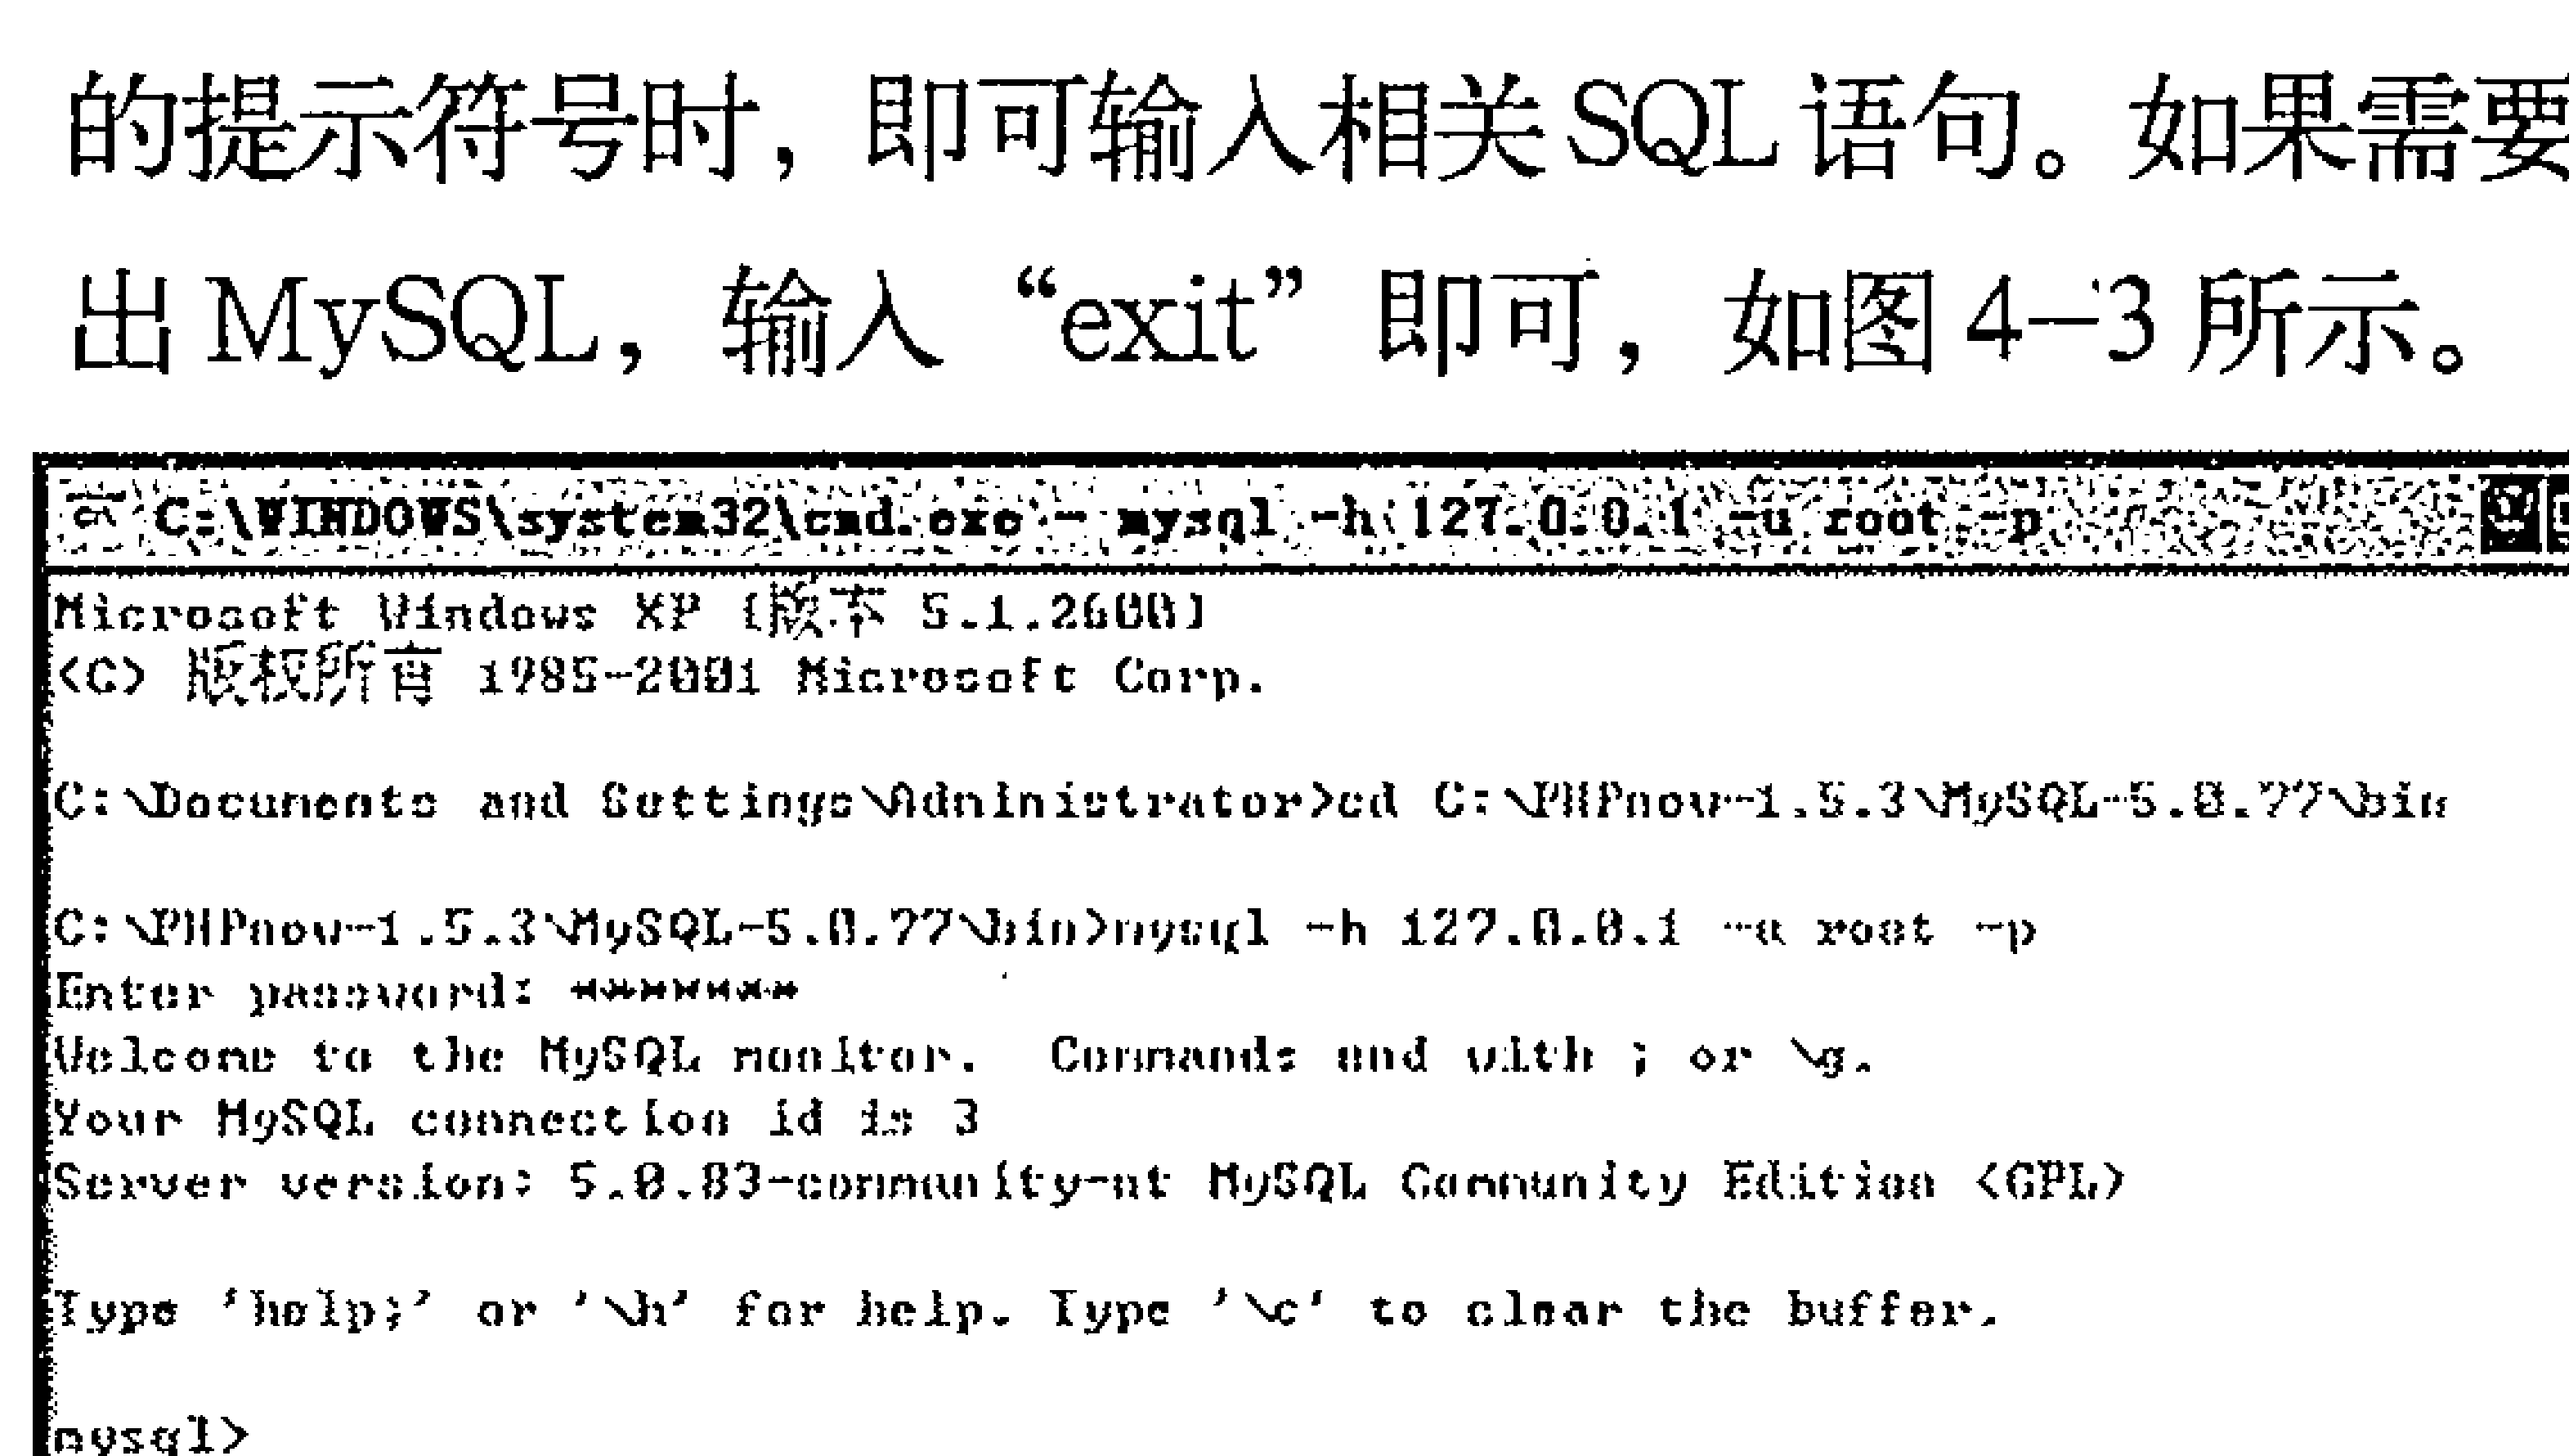 的提示符号时，即可输入相关SQL语句。如果需要
出MySQL，输入“exit”即可，如图4-3所示。
C:\WINDOWS\system32\cmd.exe - mysql -h 127.0.0.1 -u root -p
Microsoft Windows XP [版本 5.1.2600]
(C) 版权所有 1985-2001 Microsoft Corp.
C:\Documents and Settings\Administrator>cd C:\PHPnow-1.5.3\MySQL-5.0.77\bin
C:\PHPnow-1.5.3\MySQL-5.0.77\bin>mysql -h 127.0.0.1 -u root -p
Enter password: *******
Welcome to the MySQL monitor.  Commands end with ; or \g.
Your MySQL connection id is 3
Server version: 5.0.83-community-nt MySQL Community Edition (GPL)
Type 'help;' or '\h' for help. Type '\c' to clear the buffer.
mysql>